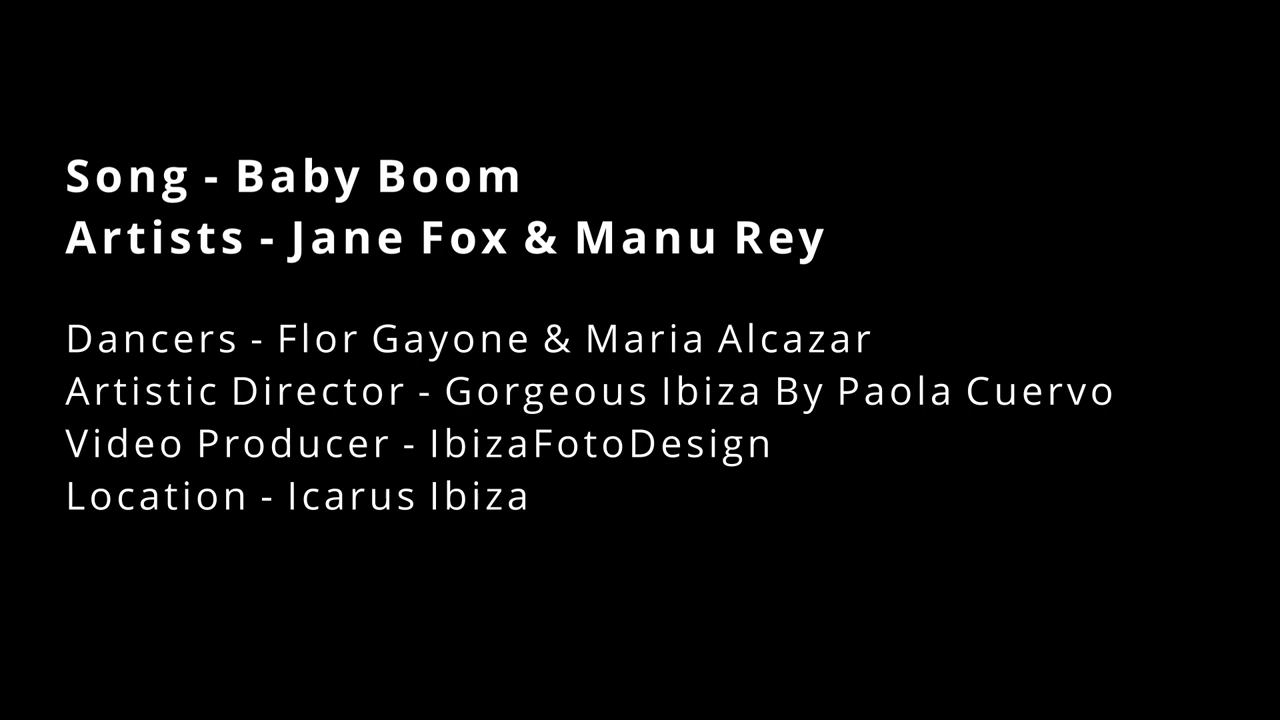 Song - Baby Boom
Artists - Jane Fox & Manu Rey
Dancers - Flor Gayone & Maria Alcazar
Artistic Director - Gorgeous Ibiza By Paola Cuervo
Video Producer - IbizaFotoDesign
Location - Icarus Ibiza